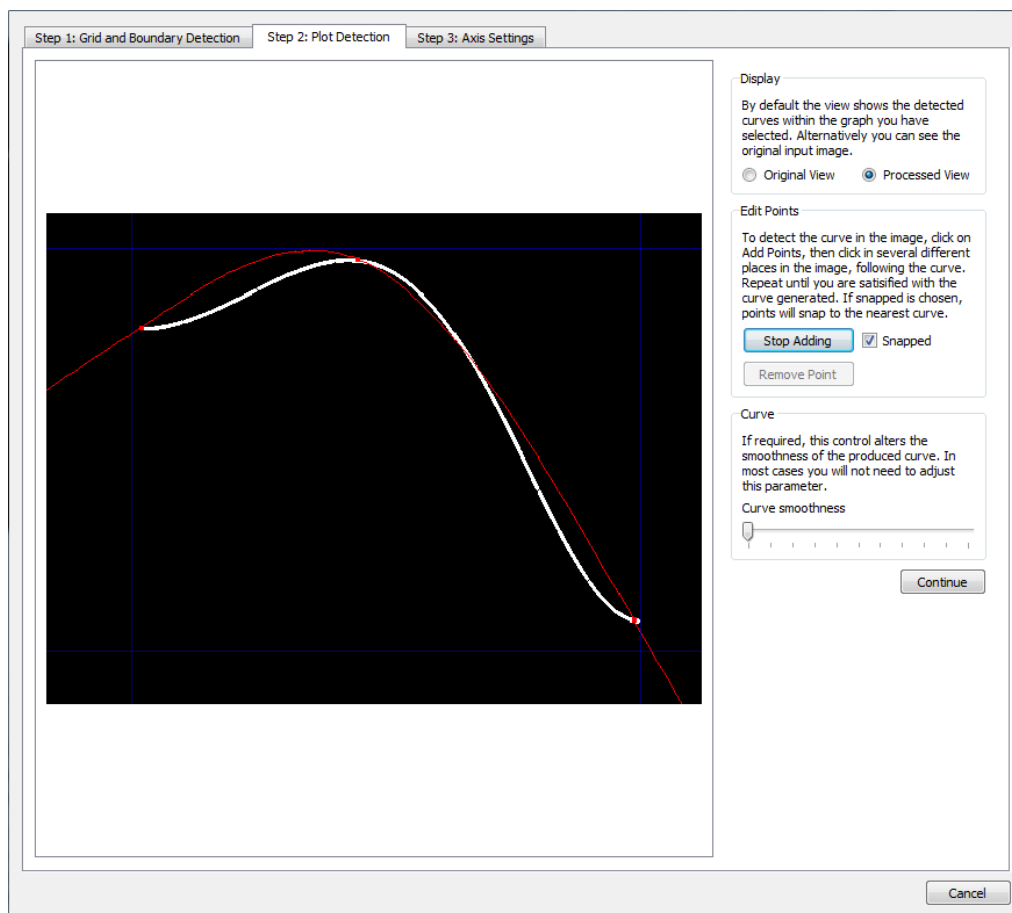 Step 1: Grid and Boundary Detection
Step 2: Plot Detection
Step 3: Axis Settings
Display
By default the view shows the detected
curves within the graph you have
selected. Alternatively you can see the
original input image.
Original View
Processed View
Edit Points
To detect the curve in the image, click on
Add Points, then click in several different
places in the image, following the curve.
Repeat until you are satisified with the
curve generated. If snapped is chosen,
points will snap to the nearest curve.
Stop Adding
Snapped
Remove Point
Curve
If required, this control alters the
smoothness of the produced curve. In
most cases you will not need to adjust
this parameter.
Curve smoothness
Continue
Cancel